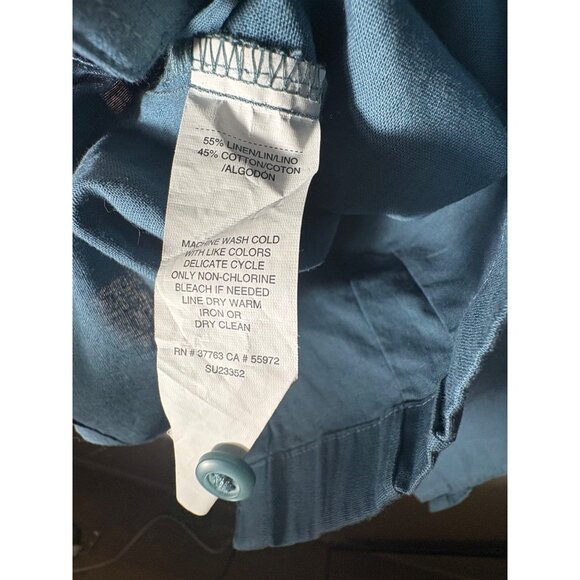 55% LINEN/LIN/LINO
45% COTTON/COTON
/ALGODÓN
MACHINE WASH COLD
WITH LIKE COLORS
DELICATE CYCLE
ONLY NON-CHLORINE
BLEACH IF NEEDED
LINE DRY WARM
IRON OR
DRY CLEAN
RN # 37763 CA # 55972
SU23352